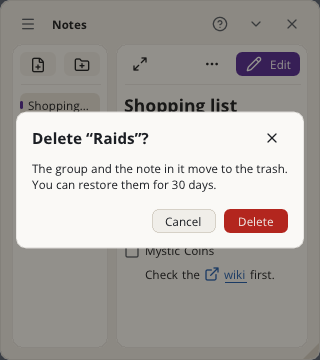 Notes
Edit
Shopping...
Shopping list
Delete “Raids”?
The group and the note in it move to the trash.
You can restore them for 30 days.
Cancel
Delete
Mystic Coins
Check the wiki first.